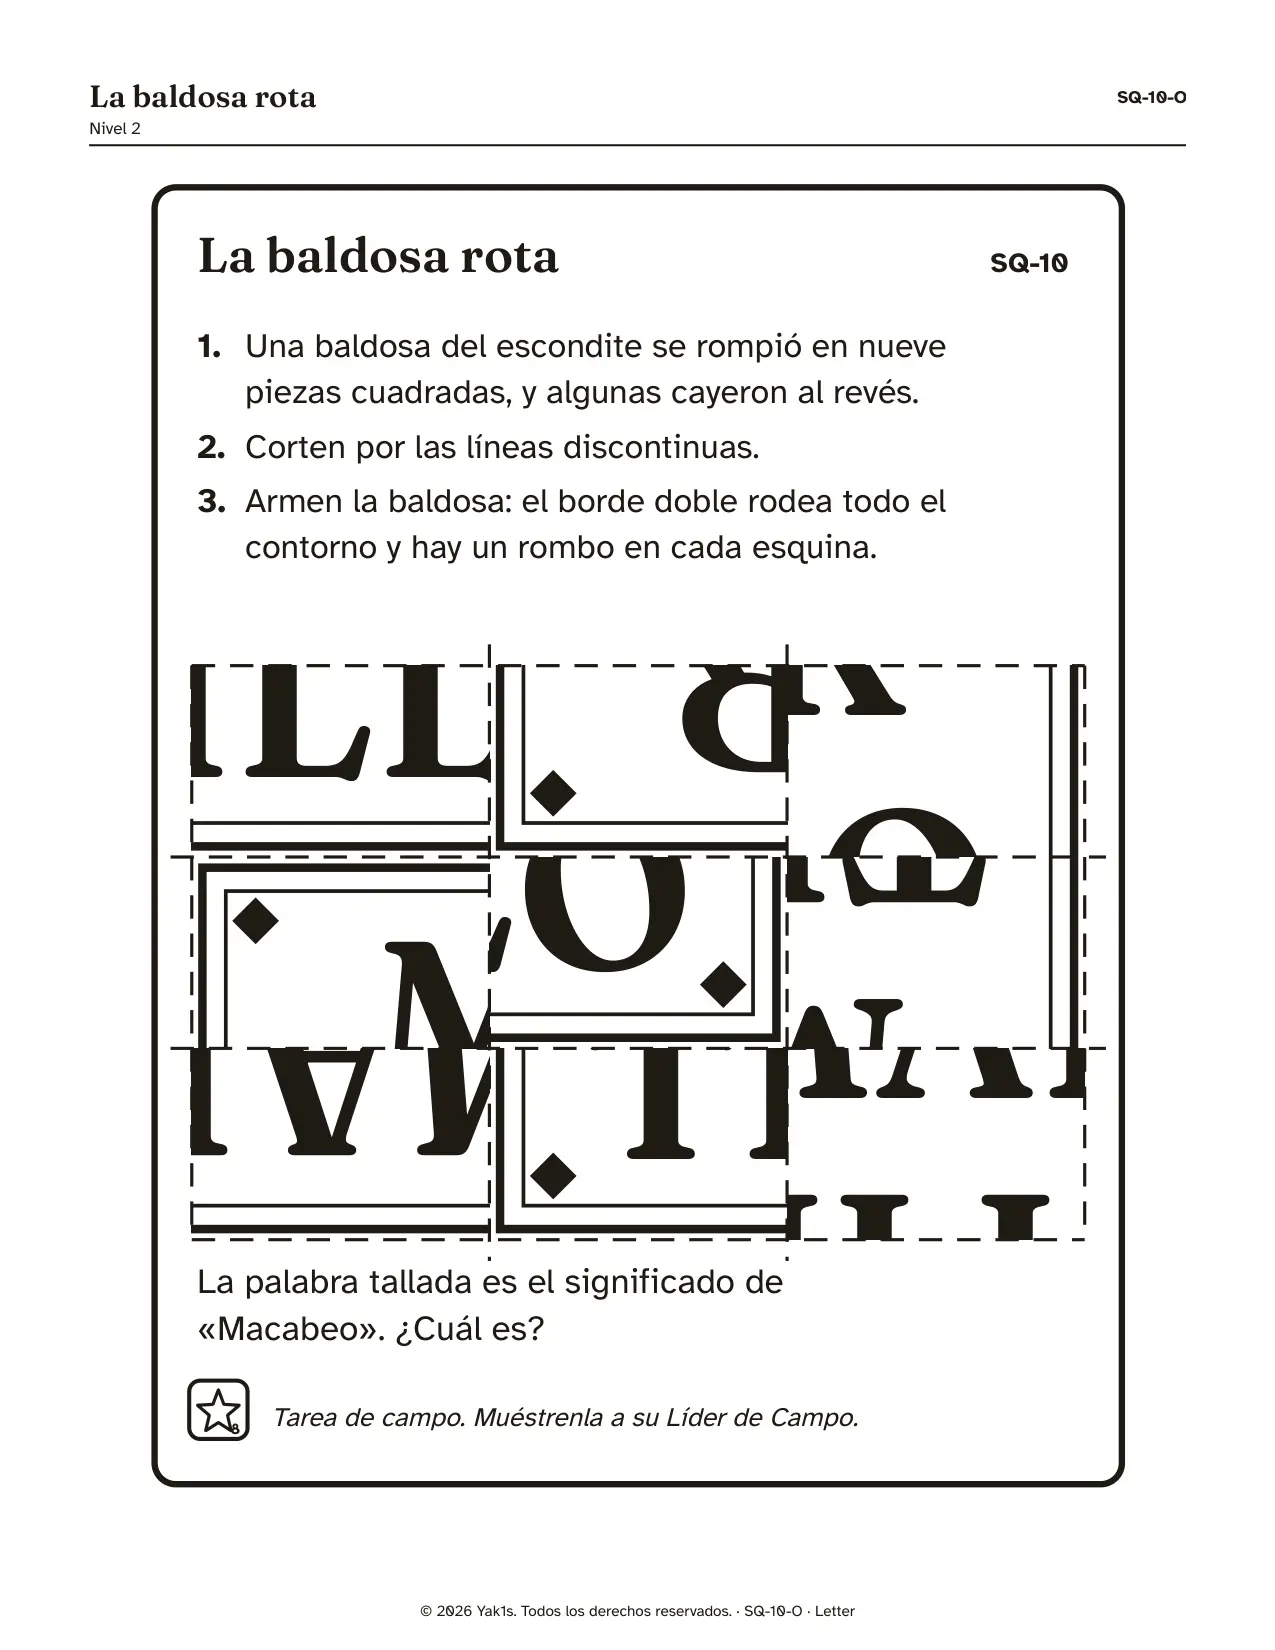 La baldosa rota
SQ-10-O
Nivel 2
La baldosa rota
SQ-10
1. Una baldosa del escondite se rompió en nueve
piezas cuadradas, y algunas cayeron al revés.
2. Corten por las líneas discontinuas.
3. Armen la baldosa: el borde doble rodea todo el
contorno y hay un rombo en cada esquina.
La palabra tallada es el significado de
«Macabeo». ¿Cuál es?
Tarea de campo. Muéstrenla a su Líder de Campo.
© 2026 Yak1s. Todos los derechos reservados. · SQ-10-O · Letter